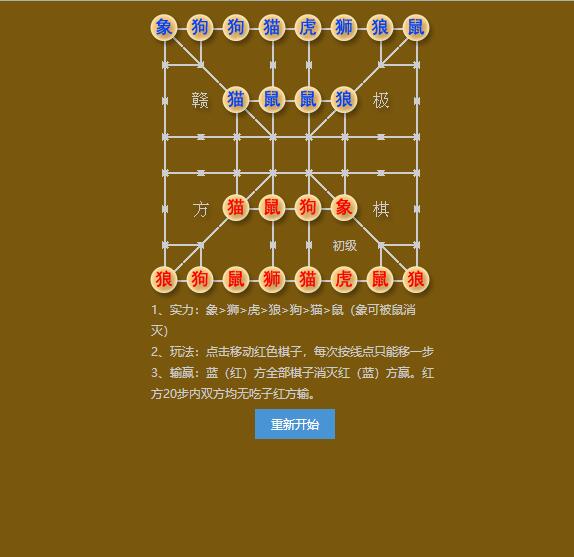 象狗狗猫虎狮狼鼠
赣猫鼠鼠狼极
方猫鼠狗象棋
初级
狼狗鼠狮猫虎鼠狼
1、实力：象>狮>虎>狼>狗>猫>鼠（象可被鼠消
灭）
2、玩法：点击移动红色棋子，每次按线点只能移一步
3、输赢：蓝（红）方全部棋子消灭红（蓝）方赢。红
方20步内双方均无吃子红方输。
重新开始